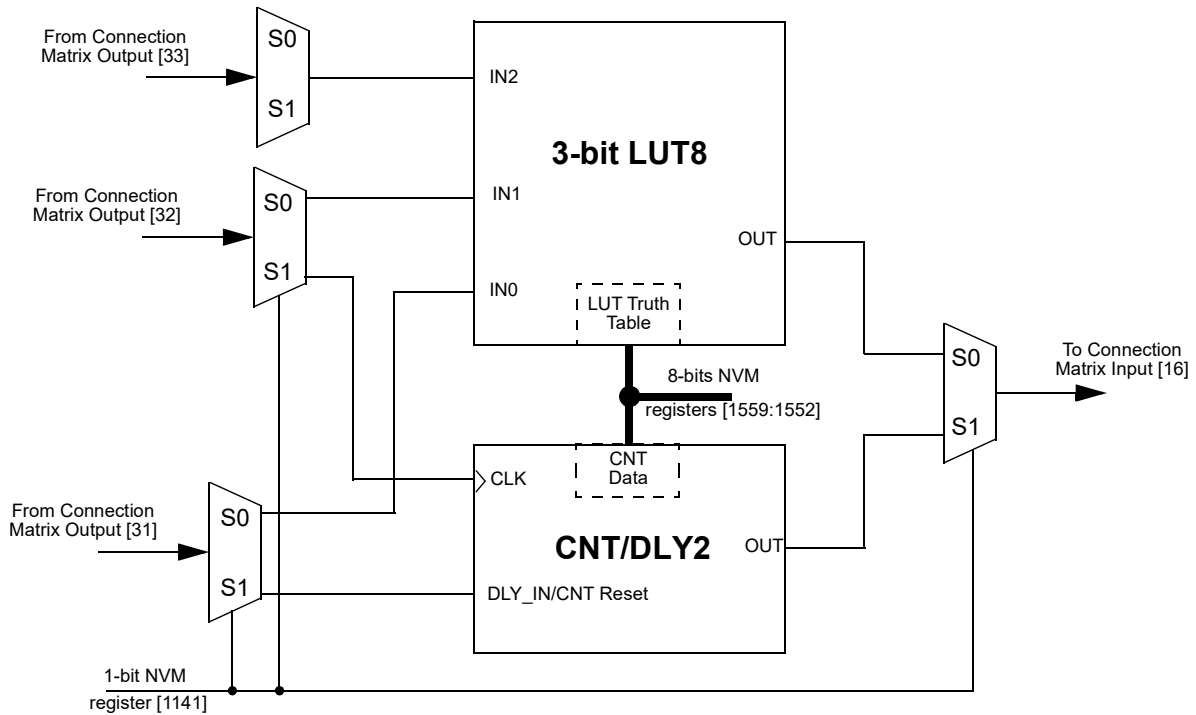 From Connection
Matrix Output [33]
S0
S1
IN2
3-bit LUT8
From Connection
Matrix Output [32]
S0
S1
IN1
IN0
OUT
LUT Truth
Table
S0
S1
To Connection
Matrix Input [16]
8-bits NVM
registers [1559:1552]
CNT
Data
CLK
From Connection
Matrix Output [31]
S0
S1
CNT/DLY2
OUT
DLY_IN/CNT Reset
1-bit NVM
register [1141]